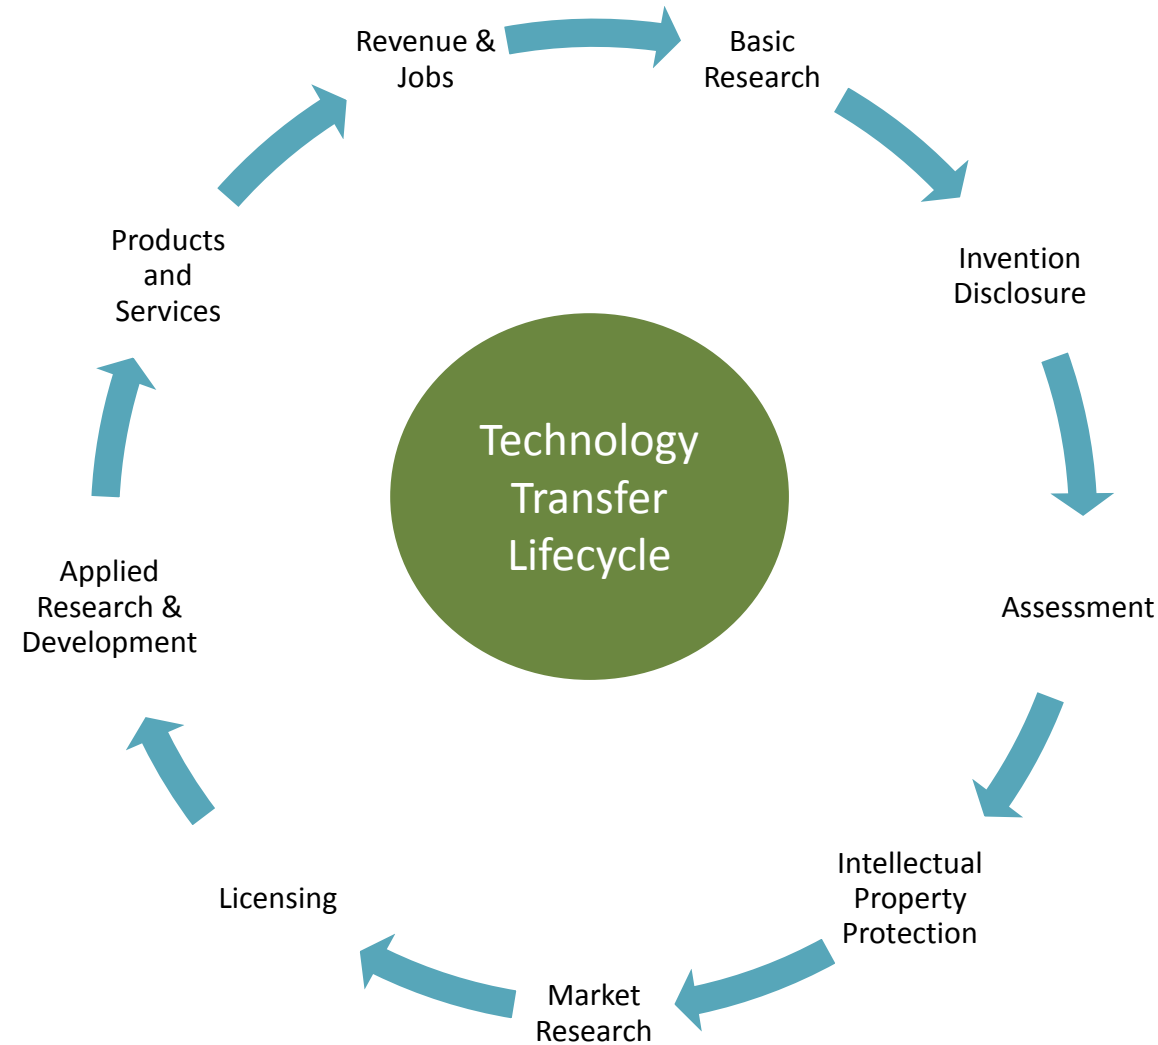 Revenue &
Jobs
Basic
Research
Invention
Disclosure
Assessment
Intellectual
Property
Protection
Market
Research
Licensing
Applied
Research &
Development
Products
and
Services
Technology
Transfer
Lifecycle